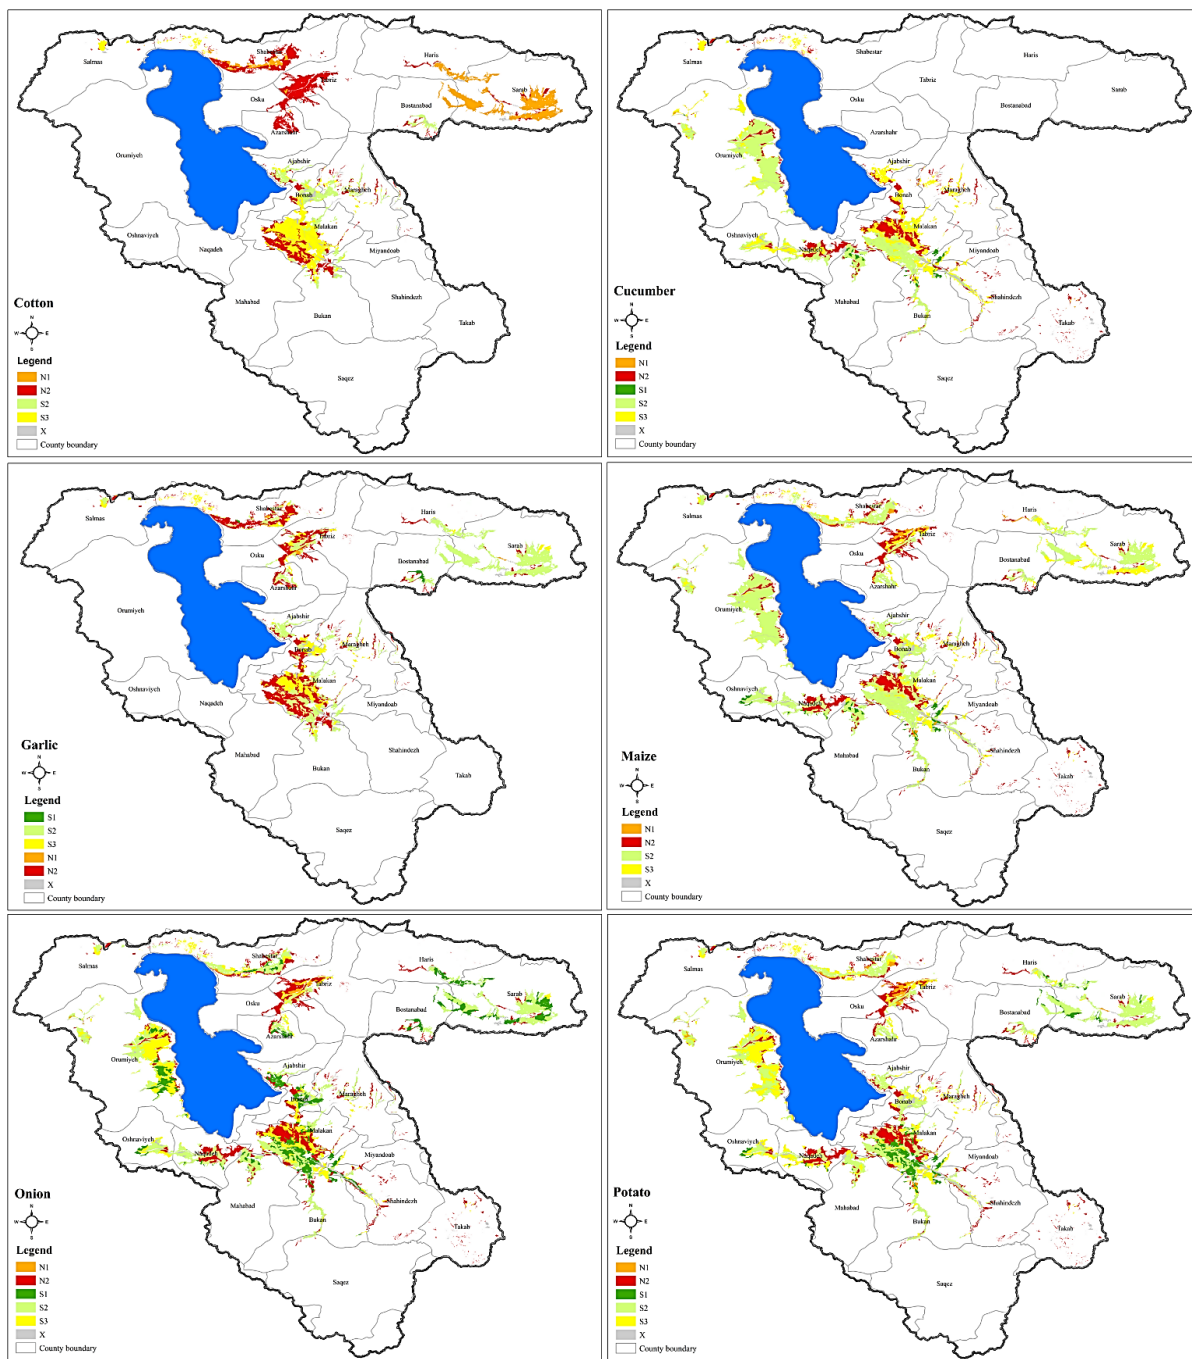 Salmas
Shabestar
Haris
Tabriz
Sarab
Osku
Bostanabad
Azarshahr
Orumiyeh
Ajabshir
Bonab
Maragheh
Oshnaviyeh
Naqadeh
Malakan
Miyandoab
Mahabad
Shahindezh
Bukan
Takab
Saqez
Cotton
N
W E
S
Legend
N1
N2
S2
S3
X
County boundary
Salmas
Shabestar
Haris
Tabriz
Sarab
Osku
Bostanabad
Azarshahr
Orumiyeh
Ajabshir
Bonab
Maragheh
Oshnaviyeh
Naqadeh
Malakan
Miyandoab
Mahabad
Shahindezh
Bukan
Takab
Saqez
Cucumber
N
W E
S
Legend
N1
N2
S1
S2
S3
X
County boundary
Salmas
Shabestar
Haris
Tabriz
Sarab
Osku
Bostanabad
Azarshahr
Orumiyeh
Ajabshir
Bonab
Maragheh
Oshnaviyeh
Naqadeh
Malakan
Miyandoab
Mahabad
Shahindezh
Bukan
Takab
Saqez
Garlic
N
W E
S
Legend
S1
S2
S3
N1
N2
X
County boundary
Salmas
Shabestar
Haris
Tabriz
Sarab
Osku
Bostanabad
Azarshahr
Orumiyeh
Ajabshir
Bonab
Maragheh
Oshnaviyeh
Naqadeh
Malakan
Miyandoab
Mahabad
Shahindezh
Bukan
Takab
Saqez
Maize
N
W E
S
Legend
N1
N2
S2
S3
X
County boundary
Salmas
Shabestar
Haris
Tabriz
Sarab
Osku
Bostanabad
Azarshahr
Orumiyeh
Ajabshir
Bonab
Maragheh
Oshnaviyeh
Naqadeh
Malakan
Miyandoab
Mahabad
Shahindezh
Bukan
Takab
Saqez
Onion
N
W E
S
Legend
N1
N2
S1
S2
S3
X
County boundary
Salmas
Shabestar
Haris
Tabriz
Sarab
Osku
Bostanabad
Azarshahr
Orumiyeh
Ajabshir
Bonab
Maragheh
Oshnaviyeh
Naqadeh
Malakan
Miyandoab
Mahabad
Shahindezh
Bukan
Takab
Saqez
Potato
N
W E
S
Legend
N1
N2
S1
S2
S3
X
County boundary